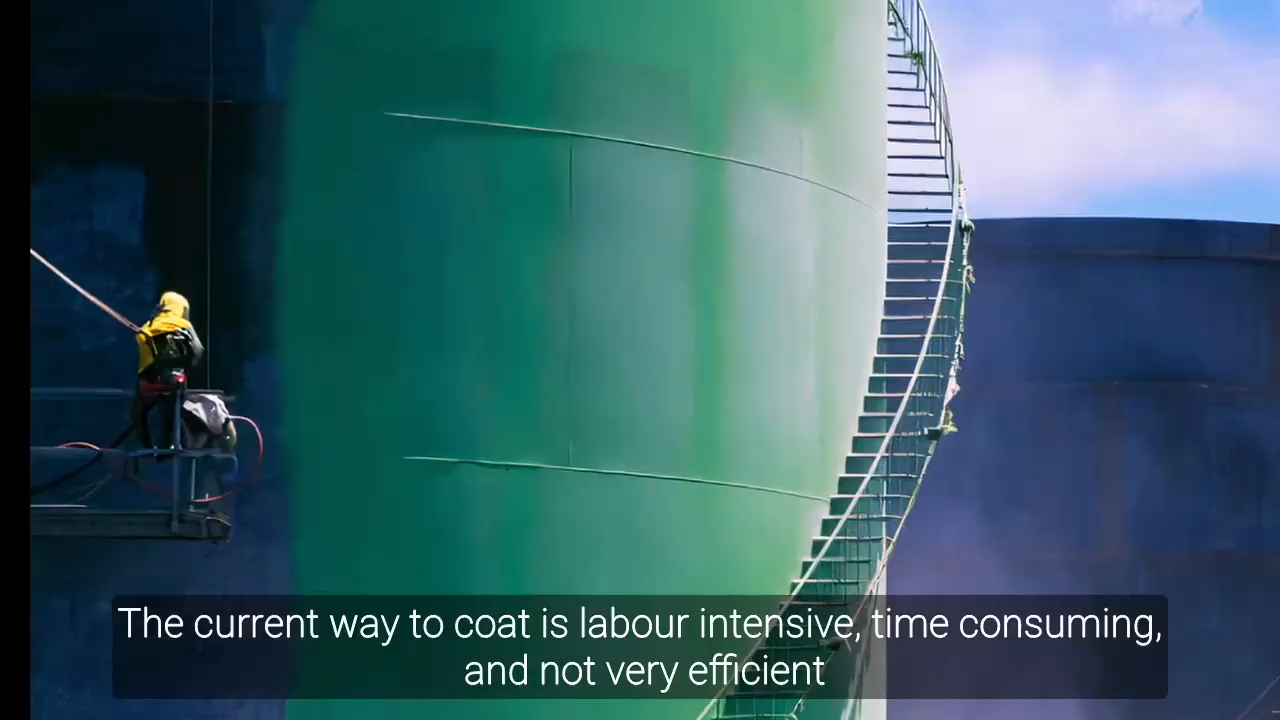 The current way to coat is labour intensive, time consuming,
and not very efficient